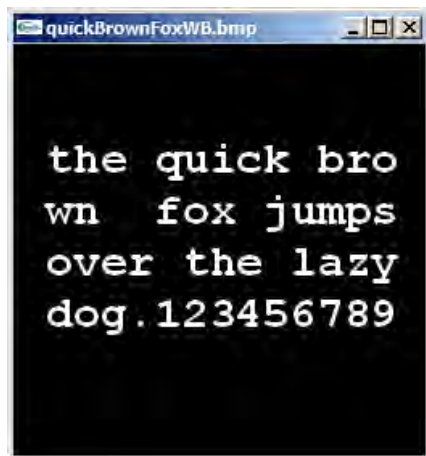 quickBrownFoxWB.bmp
the quick bro
wn  fox jumps
over the lazy
dog.123456789